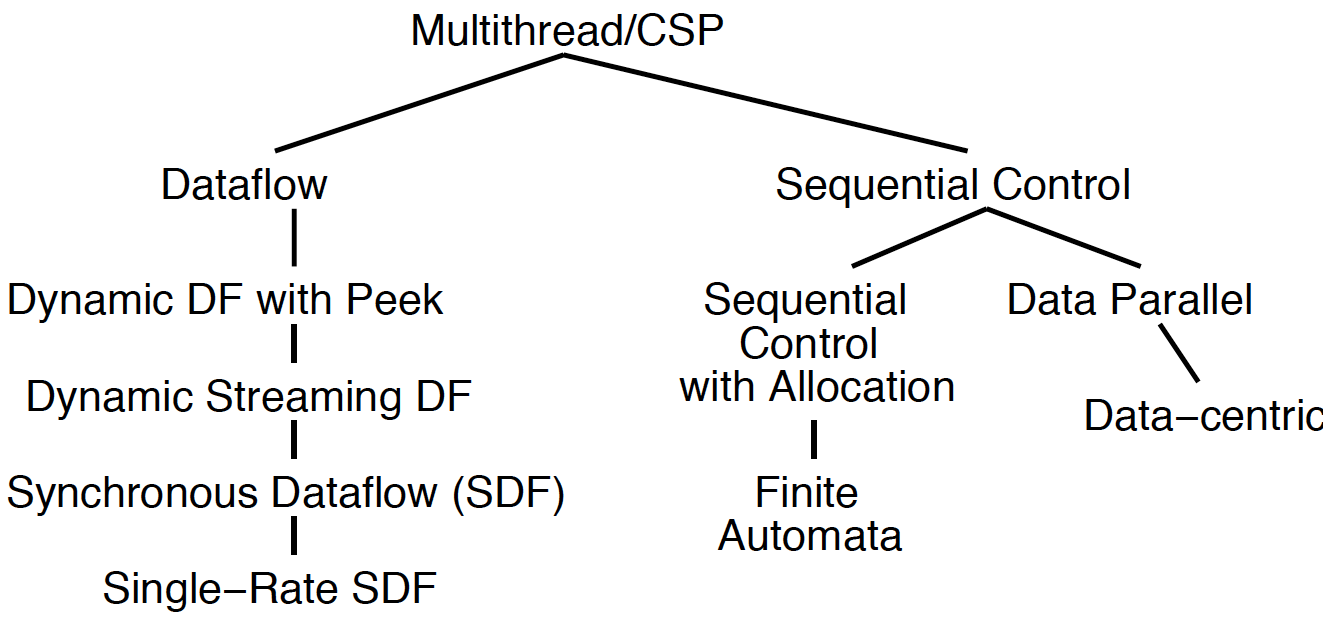 Multithread/CSP
Dataflow
Sequential Control
Dynamic DF with Peek
Sequential
Control
with Allocation
Data Parallel
Dynamic Streaming DF
Data−centric
Synchronous Dataflow (SDF)
Finite
Automata
Single−Rate SDF